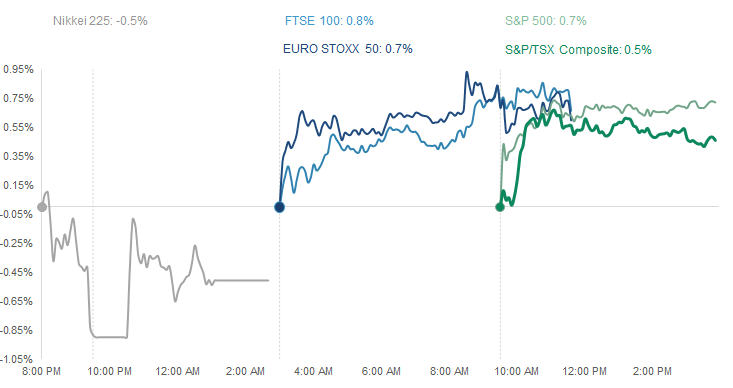 Nikkei 225: -0.5%
FTSE 100: 0.8%
S&P 500: 0.7%
EURO STOXX 50: 0.7%
S&P/TSX Composite: 0.5%
0.95%
0.75%
0.55%
0.35%
0.15%
-0.05%
-0.25%
-0.45%
-0.65%
-0.85%
-1.05%
8:00 PM 10:00 PM 12:00 AM 2:00 AM 4:00 AM 6:00 AM 8:00 AM 10:00 AM 12:00 PM 2:00 PM